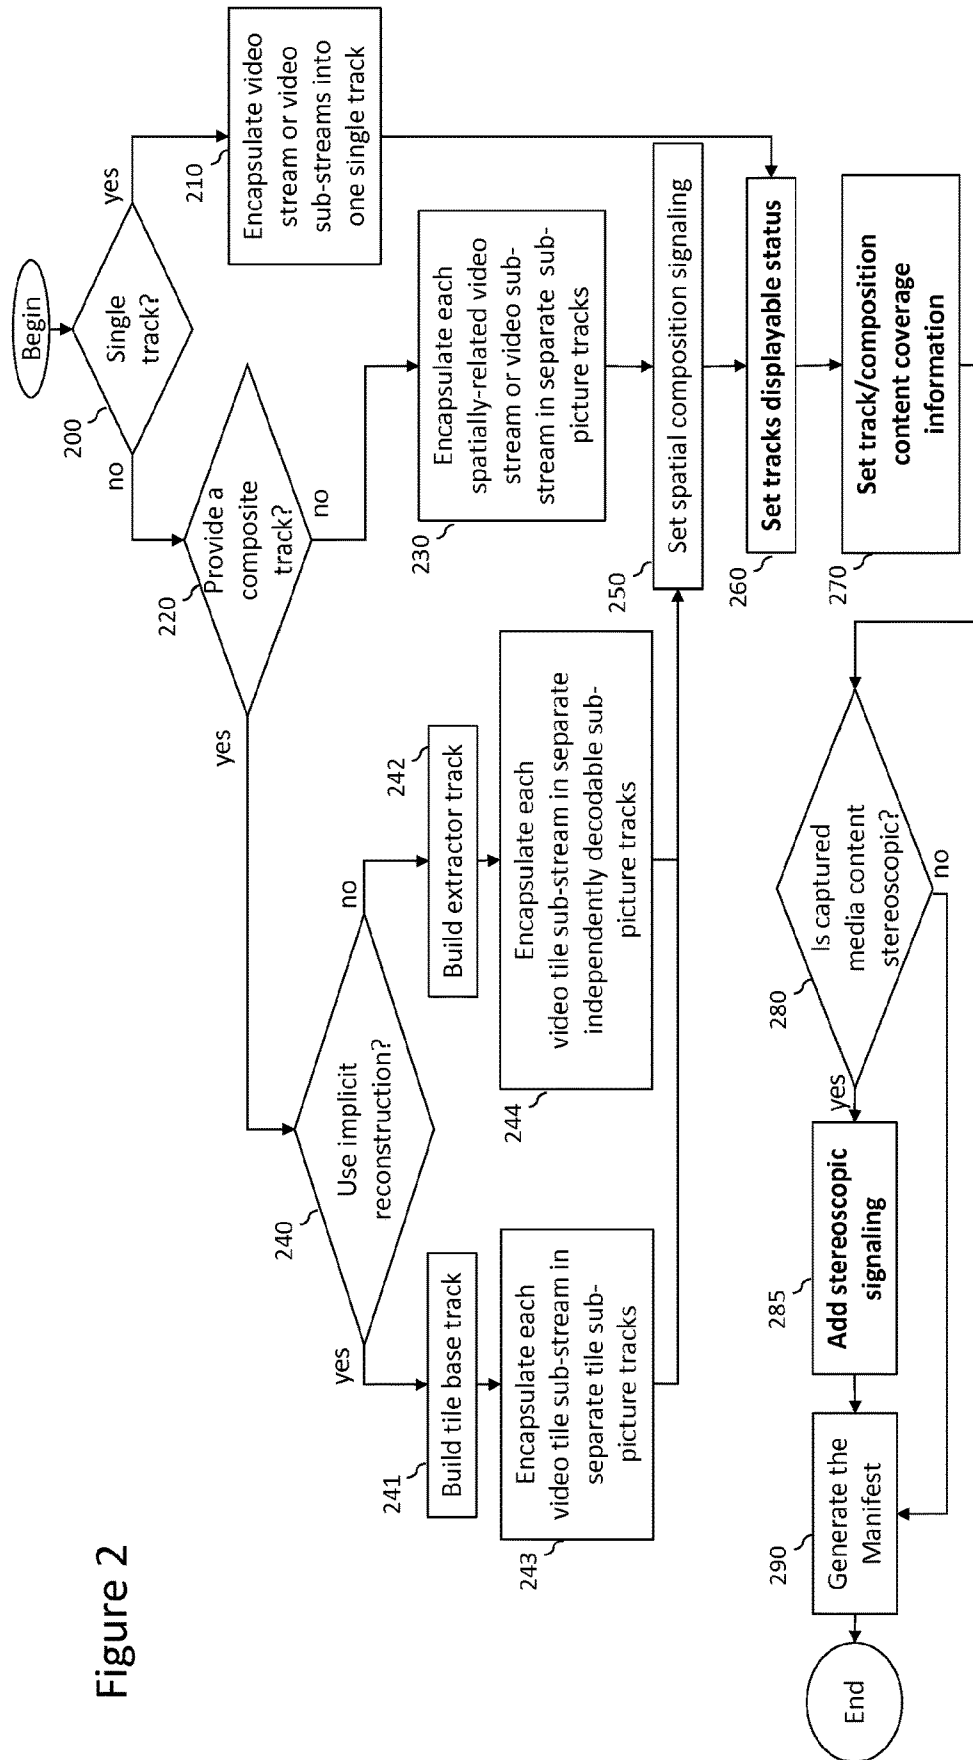 Figure 2
Begin
200
Single
track?
yes
no
210
Encapsulate video
stream or video
sub-streams into
one single track
220
Provide a
composite
track?
yes
no
230
Encapsulate each
spatially-related video
stream or video sub-
stream in separate sub-
picture tracks
240
Use implicit
reconstruction?
yes
no
241
Build tile base track
242
Build extractor track
243
Encapsulate each
video tile sub-stream in
separate tile sub-
picture tracks
244
Encapsulate each
video tile sub-stream in separate
independently decodable sub-
picture tracks
250
Set spatial composition signaling
260
Set tracks displayable status
270
Set track/composition
content coverage
information
280
Is captured
media content
stereoscopic?
yes
no
285
Add stereoscopic
signaling
290
Generate the
Manifest
End